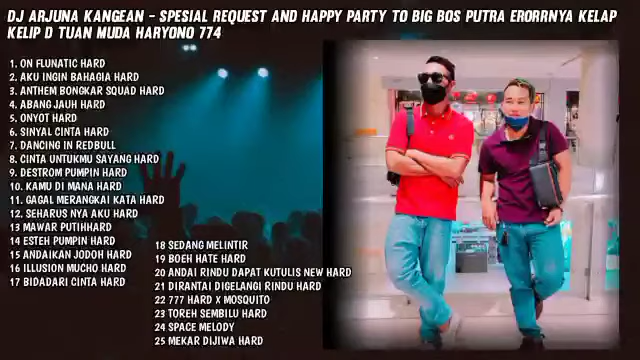 DJ ARJUNA KANGEAN - SPESIAL REQUEST AND HAPPY PARTY TO BIG BOS PUTRA ERORRNYA KELAP
KELIP D TUAN MUDA HARYONO 774
1. ON FLUNATIC HARD
2. AKU INGIN BAHAGIA HARD
3. ANTHEM BONGKAR SQUAD HARD
4. ABANG JAUH HARD
5. ONYOT HARD
6. SINYAL CINTA HARD
7. DANCING IN REDBULL
8. CINTA UNTUKMU SAYANG HARD
9. DESTROM PUMPIN HARD
10. KAMU DI MANA HARD
11. GAGAL MERANGKAI KATA HARD
12. SEHARUS NYA AKU HARD
13 MAWAR PUTIHHARD
14 ESTEH PUMPIN HARD
15 ANDAIKAN JODOH HARD
16 ILLUSION MUCHO HARD
17 BIDADARI CINTA HARD
18 SEDANG MELINTIR
19 BOEH HATE HARD
20 ANDAI RINDU DAPAT KUTULIS NEW HARD
21 DIRANTAI DIGELANGI RINDU HARD
22 777 HARD X MOSQUITO
23 TOREH SEMBILU HARD
24 SPACE MELODY
25 MEKAR DIJIWA HARD